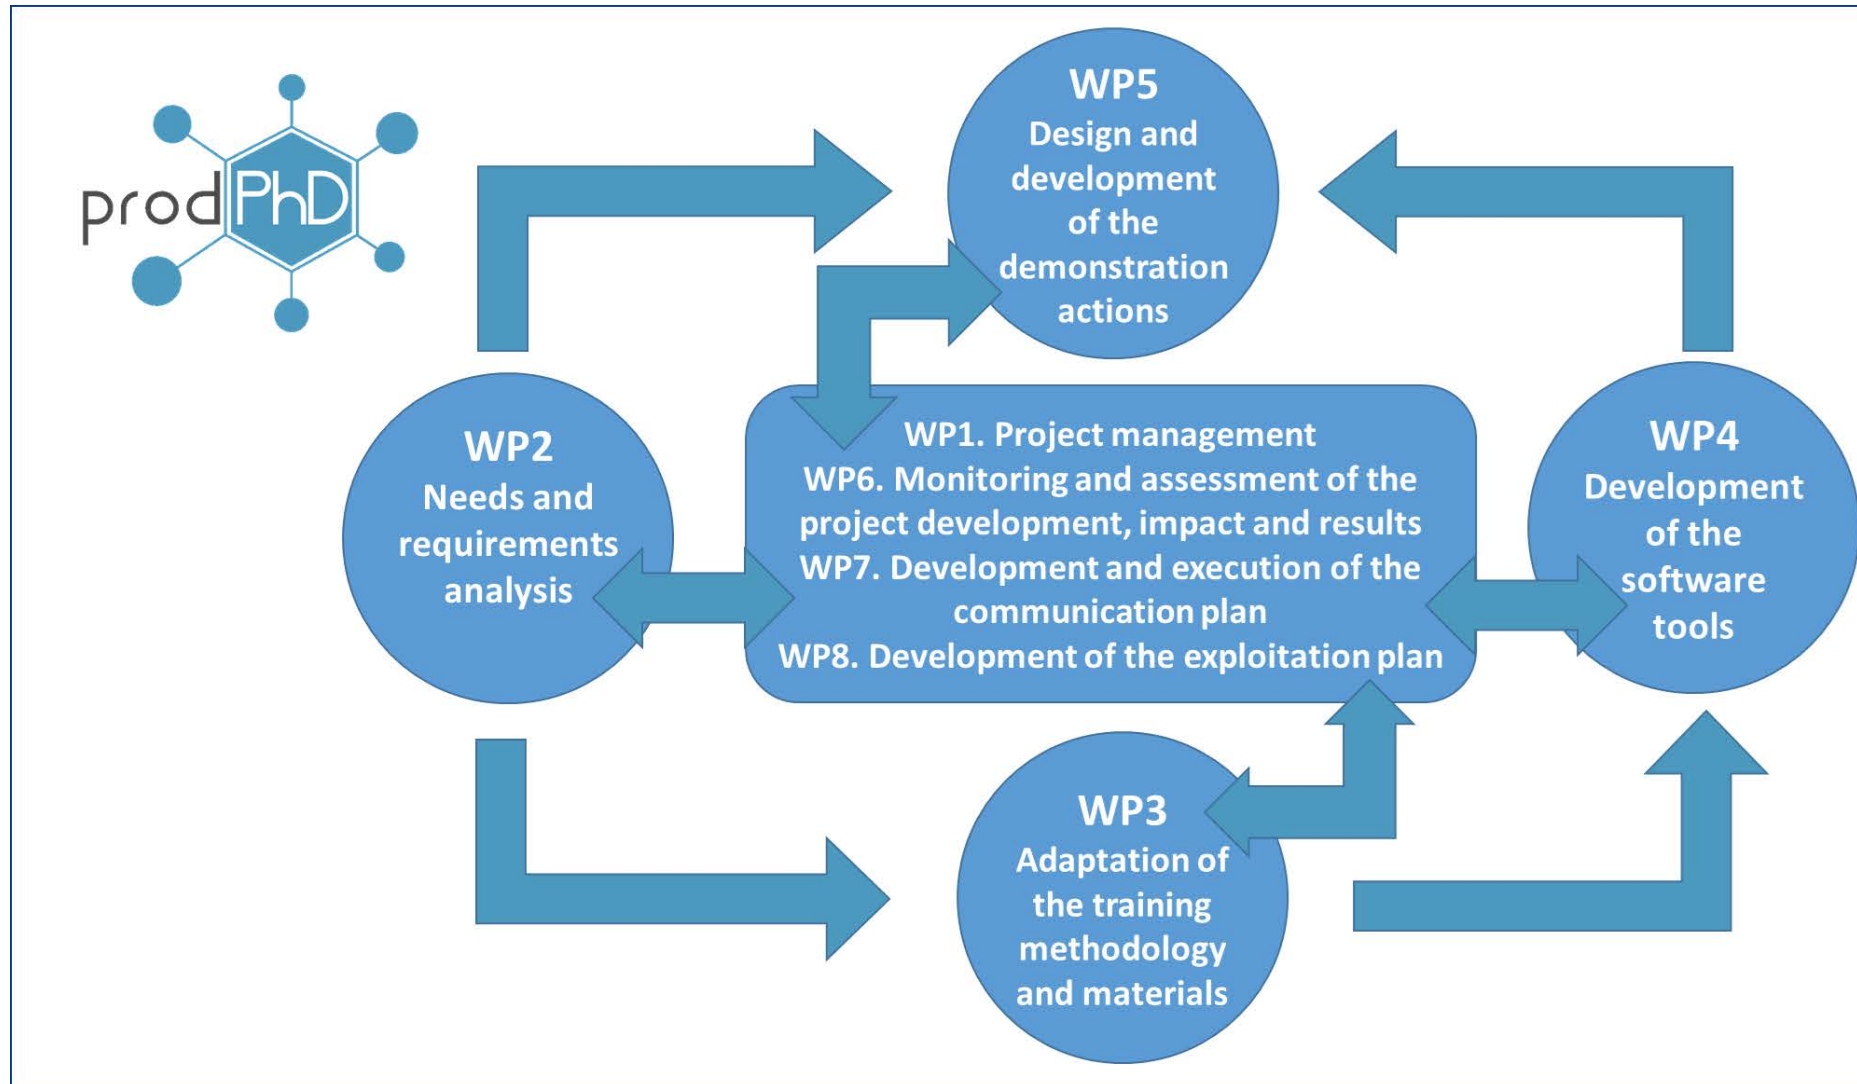 prodPhD
WP5
Design and
development
of the
demonstration
actions
WP2
Needs and
requirements
analysis
WP1. Project management
WP6. Monitoring and assessment of the
project development, impact and results
WP7. Development and execution of the
communication plan
WP8. Development of the exploitation plan
WP4
Development
of the
software
tools
WP3
Adaptation of
the training
methodology
and materials